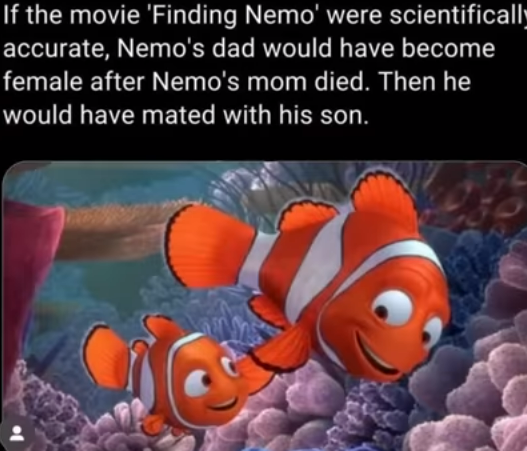 If the movie 'Finding Nemo' were scientifically
accurate, Nemo's dad would have become
female after Nemo's mom died. Then he
would have mated with his son.